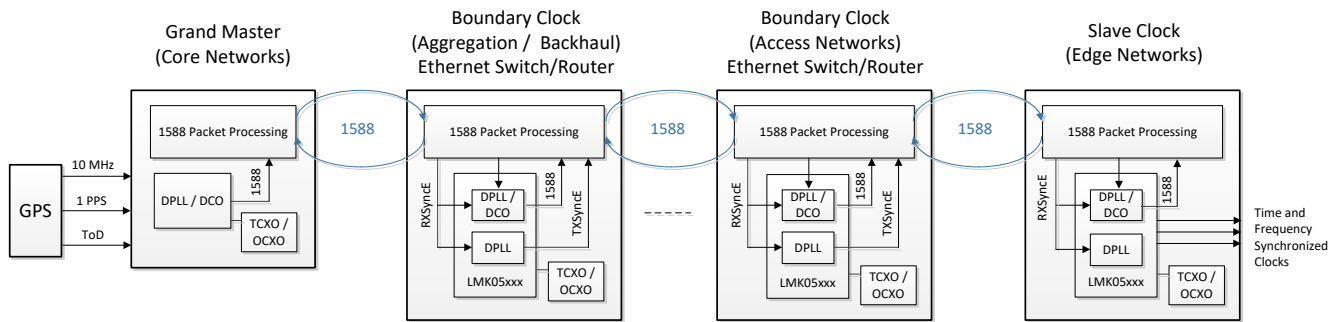 Grand Master
(Core Networks)
Boundary Clock
(Aggregation / Backhaul)
Ethernet Switch/Router
Boundary Clock
(Access Networks)
Ethernet Switch/Router
Slave Clock
(Edge Networks)
GPS
10 MHz
1 PPS
ToD
1588 Packet Processing
1588
DPLL / DCO
TCXO /
OCXO
1588
1588 Packet Processing
RXSyncE
DPLL /
DCO
1588
TXSyncE
DPLL
LMK05xxx
TCXO /
OCXO
1588
-----
1588 Packet Processing
RXSyncE
DPLL /
DCO
1588
TXSyncE
DPLL
LMK05xxx
TCXO /
OCXO
1588
1588 Packet Processing
RXSyncE
DPLL /
DCO
1588
DPLL
LMK05xxx
TCXO /
OCXO
Time and
Frequency
Synchronized
Clocks